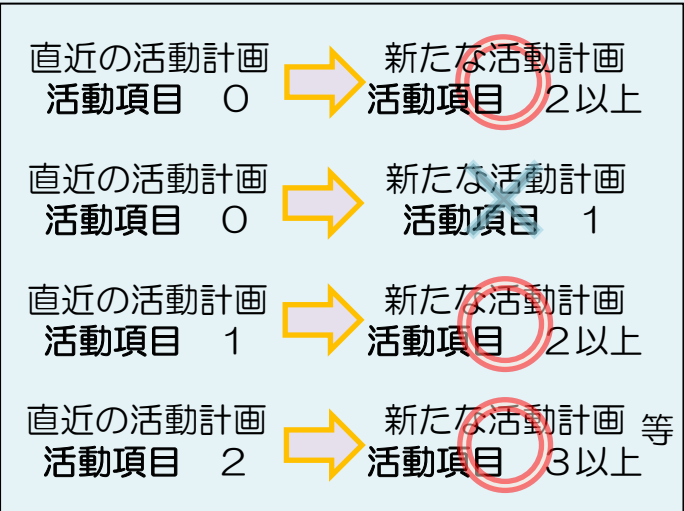 直近の活動計画 新たな活動計画
活動項目 0 活動項目 2以上
直近の活動計画 新たな活動計画
活動項目 0 活動項目 1
直近の活動計画 新たな活動計画
活動項目 1 活動項目 2以上
直近の活動計画 新たな活動計画 等
活動項目 2 活動項目 3以上